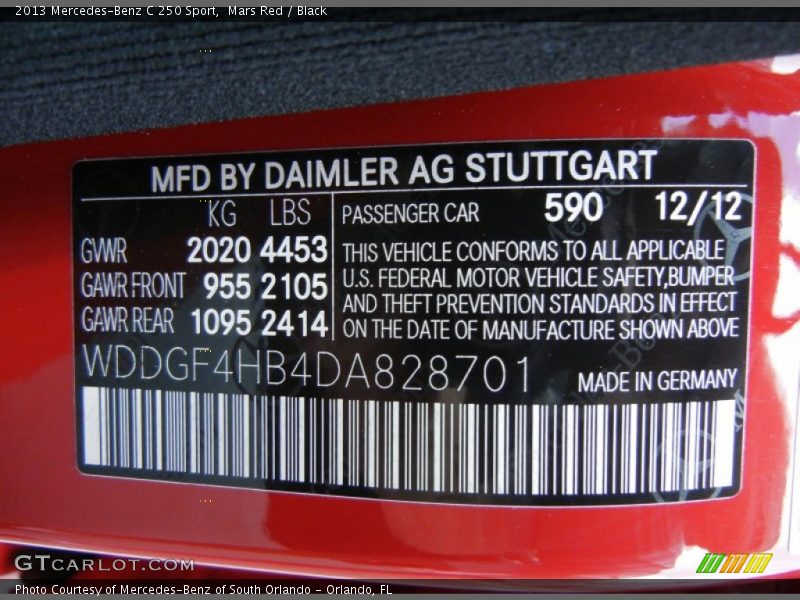 2013 Mercedes-Benz C 250 Sport, Mars Red / Black
MFD BY DAIMLER AG STUTTGART
KG LBS
GVWR 2020 4453
GAWR FRONT 955 2105
GAWR REAR 1095 2414
PASSENGER CAR 590 12/12
THIS VEHICLE CONFORMS TO ALL APPLICABLE
U.S. FEDERAL MOTOR VEHICLE SAFETY,BUMPER
AND THEFT PREVENTION STANDARDS IN EFFECT
ON THE DATE OF MANUFACTURE SHOWN ABOVE
WDDGF4HB4DA828701
MADE IN GERMANY
GTCARLOT.COM
Photo Courtesy of Mercedes-Benz of South Orlando - Orlando, FL